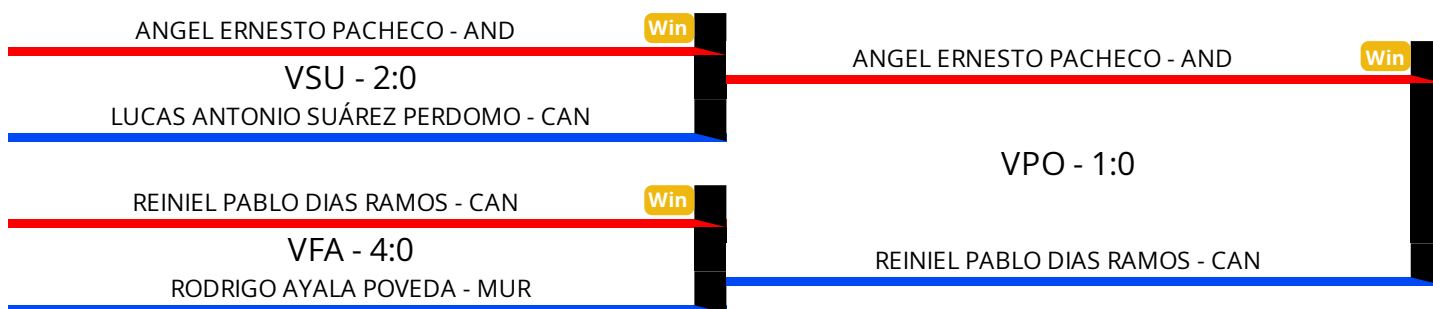 ANGEL ERNESTO PACHECO - AND
Win
VSU - 2:0
LUCAS ANTONIO SUÁREZ PERDOMO - CAN
REINIEL PABLO DIAS RAMOS - CAN
Win
VFA - 4:0
RODRIGO AYALA POVEDA - MUR
ANGEL ERNESTO PACHECO - AND
Win
VPO - 1:0
REINIEL PABLO DIAS RAMOS - CAN